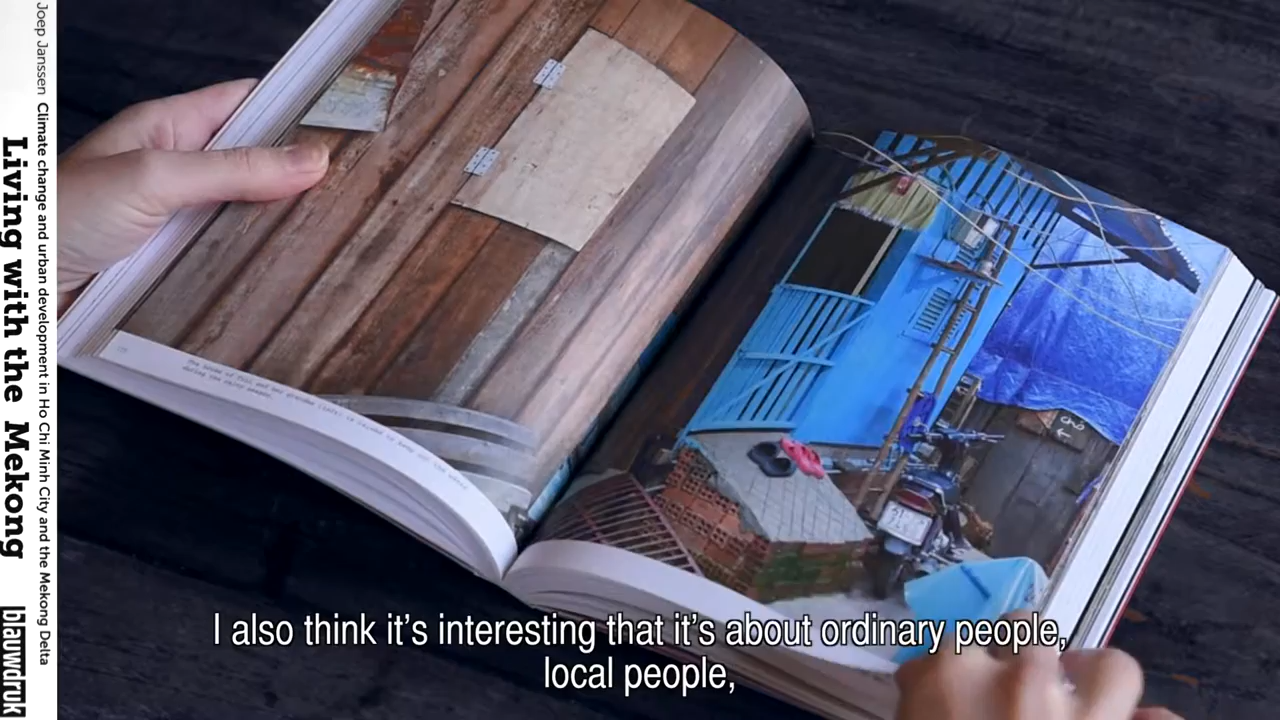 Joep Janssen Climate change and urban development in Ho Chi Minh City and the Mekong Delta
Living with the Mekong
blauwdruk
I also think it's interesting that it's about ordinary people,
local people,